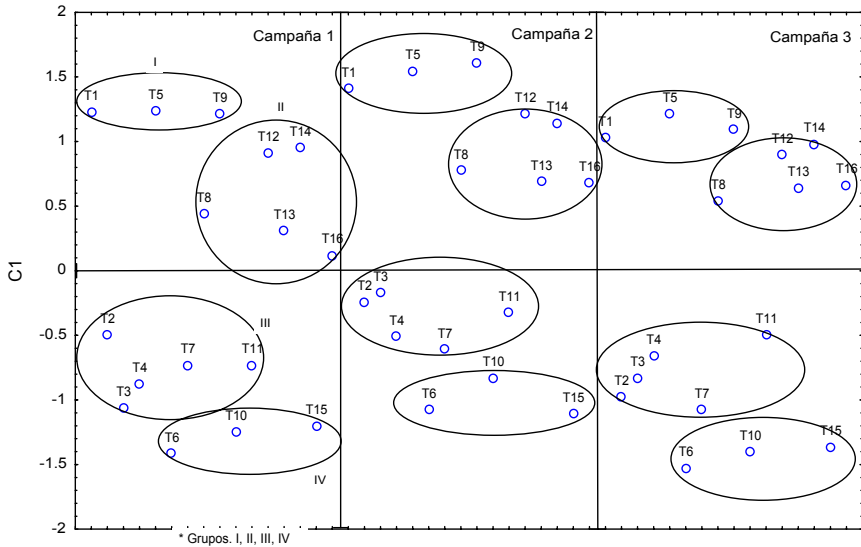 2
1.5
1
0.5
0
-0.5
-1
-1.5
-2
C1
Campaña 1
I
T1
T5
T9
II
T12
T14
T8
T13
T16
T2
III
T7
T11
T4
T3
T6
T10
T15
IV
Campaña 2
T1
T5
T9
T12
T14
T8
T13
T16
T3
T2
T11
T4
T7
T10
T6
T15
Campaña 3
T1
T5
T9
T14
T12
T13
T16
T8
T11
T4
T3
T2
T7
T6
T10
T15
* Grupos. I, II, III, IV